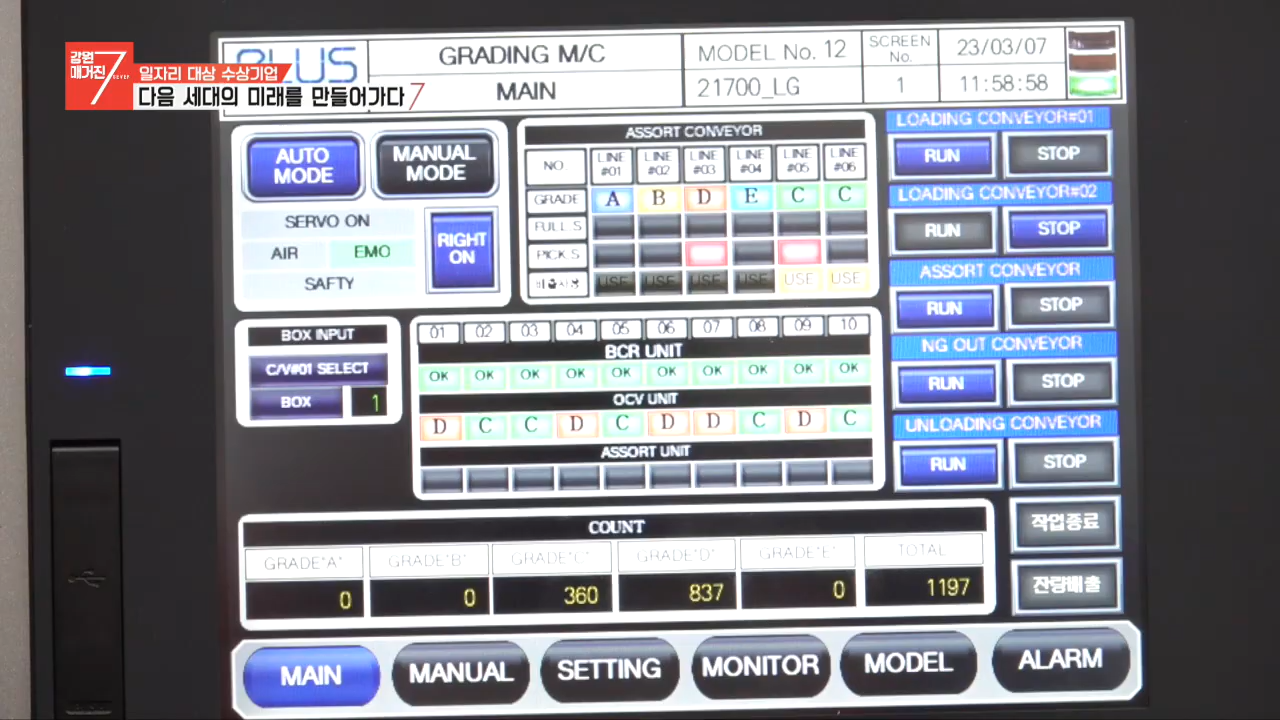 강원
매거진
7
SEVEN
일자리 대상 수상기업
다음 세대의 미래를 만들어가다 7
PLUS
GRADING M/C
MAIN
MODEL No. 12
21700_LG
SCREEN
No.
1
23/03/07
11:58:58
AUTO
MODE
MANUAL
MODE
SERVO ON
AIR
EMO
SAFTY
RIGHT
ON
ASSORT CONVEYOR
NO
LINE #01
LINE #02
LINE #03
LINE #04
LINE #05
LINE #06
GRADE A B D E C C
FULL.S
PICK.S
USE USE USE USE USE USE
BOX INPUT
C/V#01 SELECT
BOX 1
01 02 03 04 05 06 07 08 09 10
BCR UNIT
OK OK OK OK OK OK OK OK OK OK
OCV UNIT
D C C D C D D C D C
ASSORT UNIT
LOADING CONVEYOR#01
RUN STOP
LOADING CONVEYOR#02
RUN STOP
ASSORT CONVEYOR
RUN STOP
NG OUT CONVEYOR
RUN STOP
UNLOADING CONVEYOR
RUN STOP
작업종료
잔량배출
COUNT
GRADE"A" GRADE"B" GRADE"C" GRADE"D" GRADE"E" TOTAL
0 0 360 837 0 1197
MAIN MANUAL SETTING MONITOR MODEL ALARM